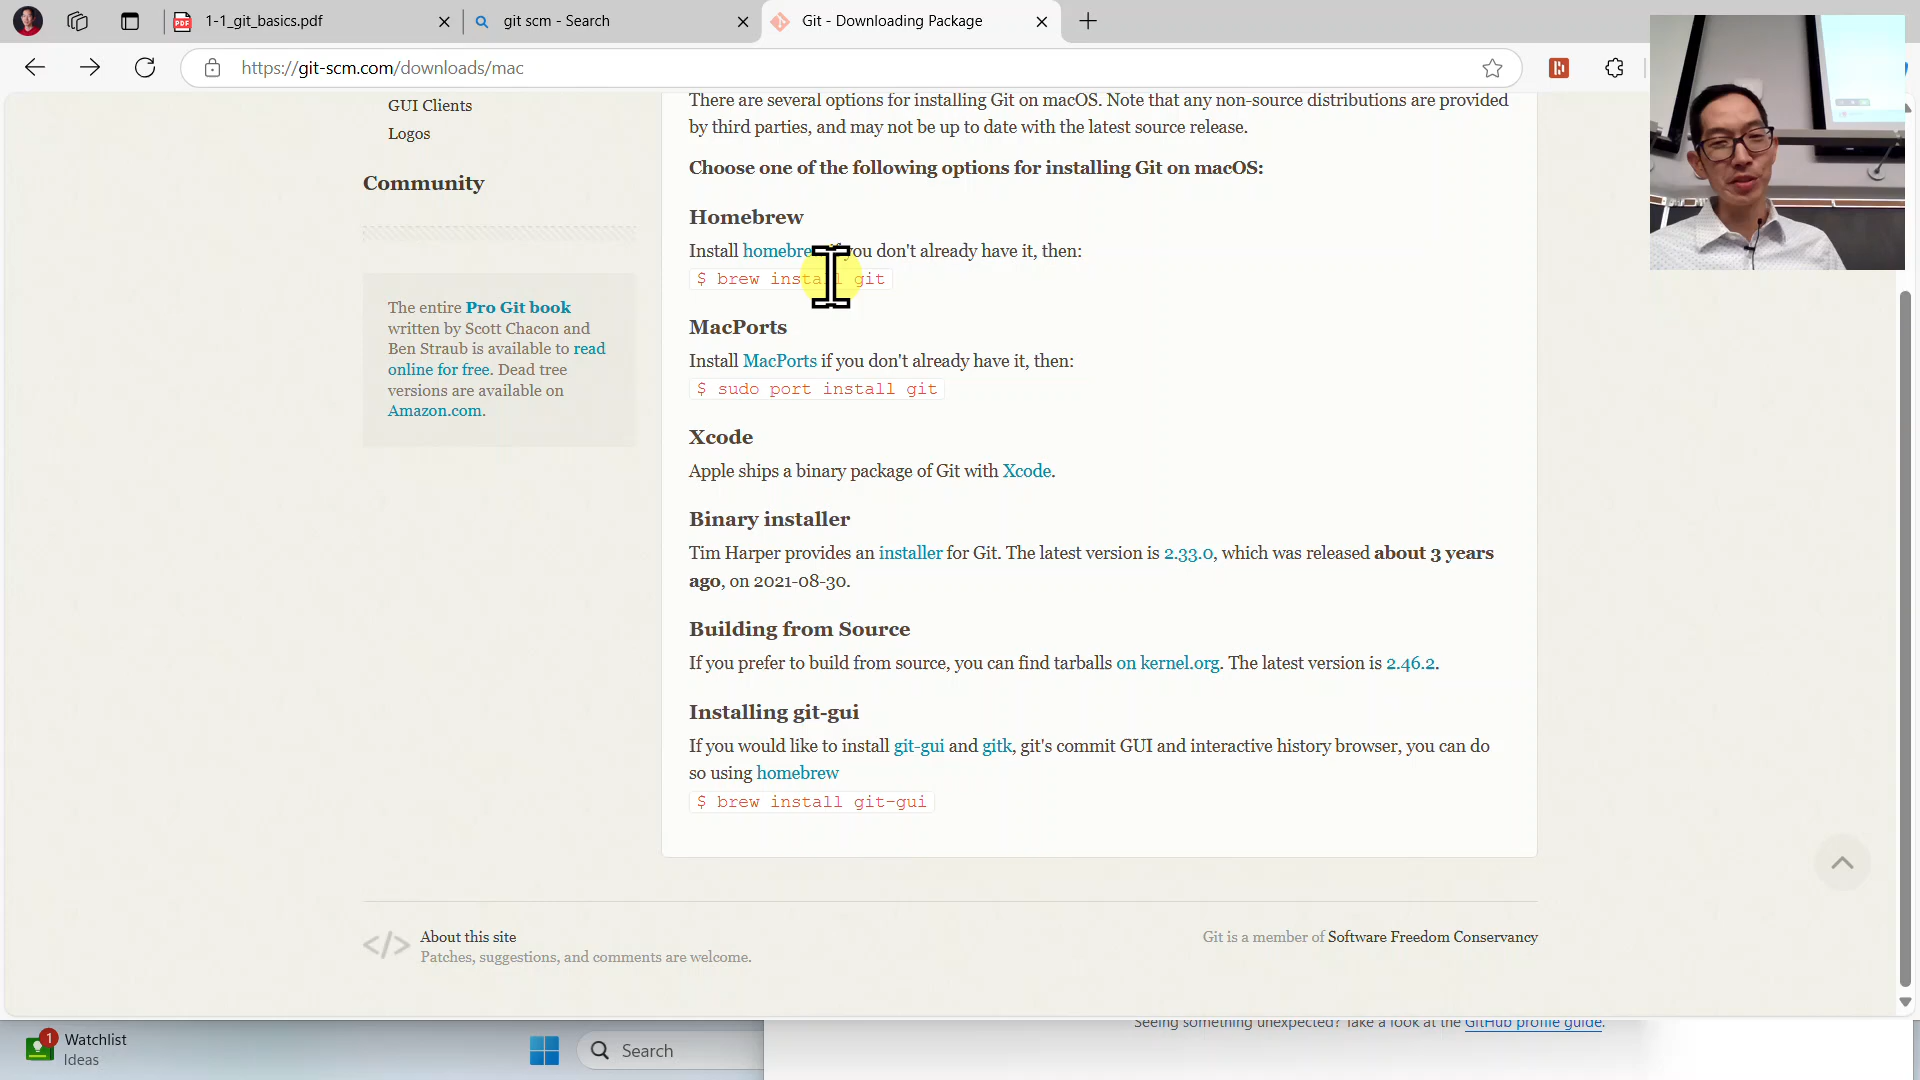 1-1_git_basics.pdf
git scm - Search
Git - Downloading Package
https://git-scm.com/downloads/mac
GUI Clients
Logos
Community
The entire Pro Git book
written by Scott Chacon and
Ben Straub is available to read
online for free. Dead tree
versions are available on
Amazon.com.
There are several options for installing Git on macOS. Note that any non-source distributions are provided
by third parties, and may not be up to date with the latest source release.
Choose one of the following options for installing Git on macOS:
Homebrew
Install homebrew if you don't already have it, then:
$ brew install git
MacPorts
Install MacPorts if you don't already have it, then:
$ sudo port install git
Xcode
Apple ships a binary package of Git with Xcode.
Binary installer
Tim Harper provides an installer for Git. The latest version is 2.33.0, which was released about 3 years
ago, on 2021-08-30.
Building from Source
If you prefer to build from source, you can find tarballs on kernel.org. The latest version is 2.46.2.
Installing git-gui
If you would like to install git-gui and gitk, git's commit GUI and interactive history browser, you can do
so using homebrew
$ brew install git-gui
</> About this site
Patches, suggestions, and comments are welcome.
Git is a member of Software Freedom Conservancy
Seeing something unexpected? Take a look at the GitHub profile guide.
1
Watchlist
Ideas
Search